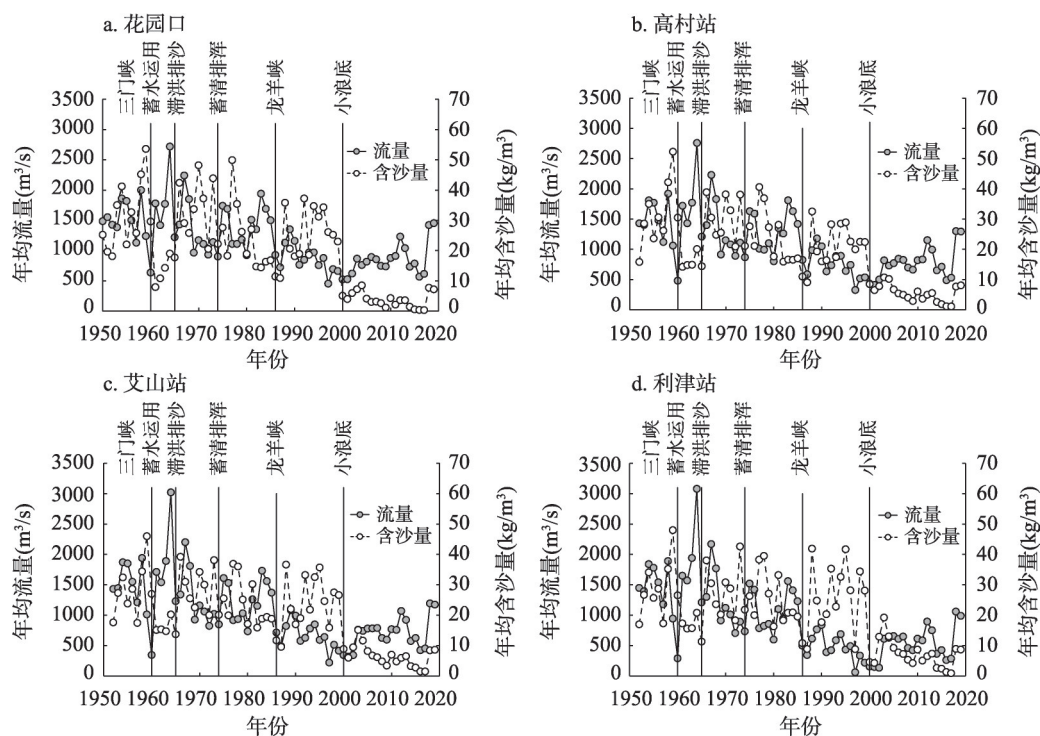 a. 花园口
三门峡
蓄水运用
滞洪排沙
蓄清排浑
龙羊峡
小浪底
年均流量(m³/s)
3500
3000
2500
2000
1500
1000
500
0
流量
含沙量
70
60
50
40
30
20
10
0
年均含沙量(kg/m³)
1950 1960 1970 1980 1990 2000 2010 2020
年份
b. 高村站
三门峡
蓄水运用
滞洪排沙
蓄清排浑
龙羊峡
小浪底
年均流量(m³/s)
3500
3000
2500
2000
1500
1000
500
0
流量
含沙量
70
60
50
40
30
20
10
0
年均含沙量(kg/m³)
1950 1960 1970 1980 1990 2000 2010 2020
年份
c. 艾山站
三门峡
蓄水运用
滞洪排沙
蓄清排浑
龙羊峡
小浪底
年均流量(m³/s)
3500
3000
2500
2000
1500
1000
500
0
流量
含沙量
70
60
50
40
30
20
10
0
年均含沙量(kg/m³)
1950 1960 1970 1980 1990 2000 2010 2020
年份
d. 利津站
三门峡
蓄水运用
滞洪排沙
蓄清排浑
龙羊峡
小浪底
年均流量(m³/s)
3500
3000
2500
2000
1500
1000
500
0
流量
含沙量
70
60
50
40
30
20
10
0
年均含沙量(kg/m³)
1950 1960 1970 1980 1990 2000 2010 2020
年份